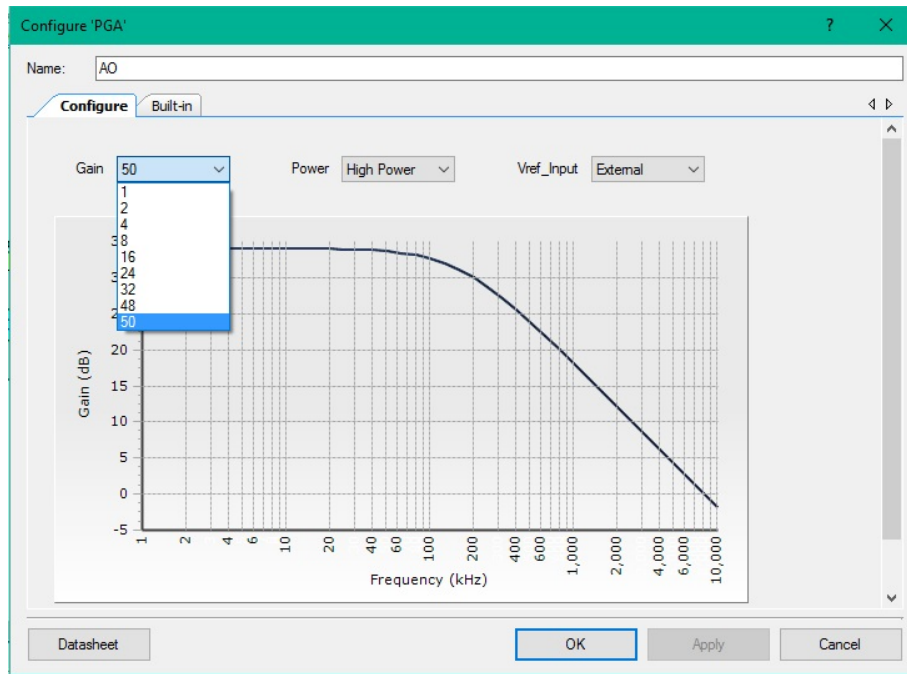 Configure 'PGA'
?
Name: AO
Configure Built-in
Gain 50 Power High Power Vref_Input External
1
2
4
8
16
24
32
48
50
3
3
2
20
15
10
5
0
-5
Gain (dB)
1 2 4 6 10 20 40 60 100 200 400 600 1,000 2,000 4,000 6,000 10,000
Frequency (kHz)
Datasheet OK Apply Cancel